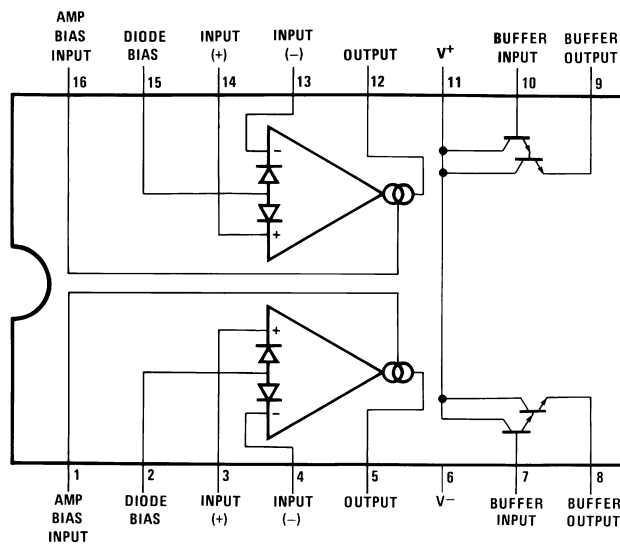 AMP
BIAS
INPUT
DIODE
BIAS
INPUT
(+)
INPUT
(−)
OUTPUT
V+
BUFFER
INPUT
BUFFER
OUTPUT
16
15
14
13
12
11
10
9
−
+
+
−
1
2
3
4
5
6
7
8
AMP
BIAS
INPUT
DIODE
BIAS
INPUT
(+)
INPUT
(−)
OUTPUT
V−
BUFFER
INPUT
BUFFER
OUTPUT